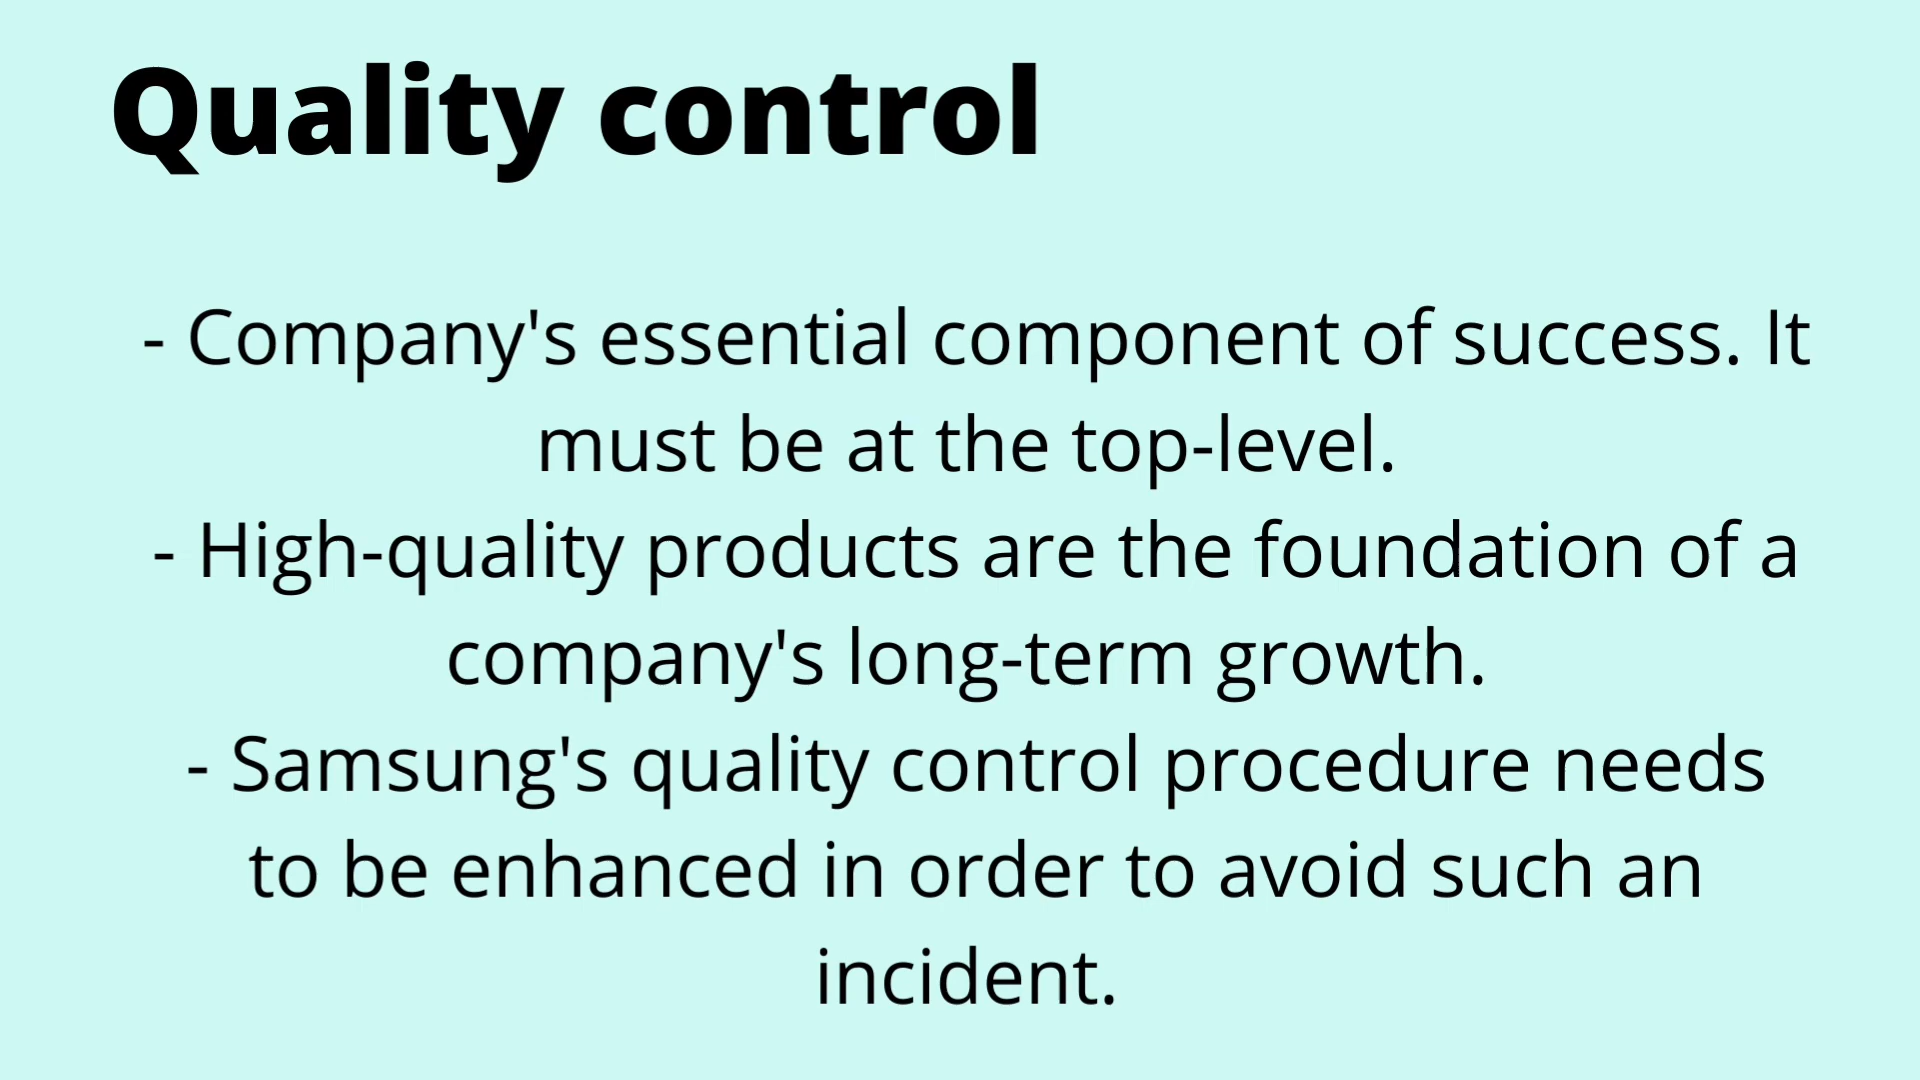 Quality control
- Company's essential component of success. It
must be at the top-level.
- High-quality products are the foundation of a
company's long-term growth.
- Samsung's quality control procedure needs
to be enhanced in order to avoid such an
incident.